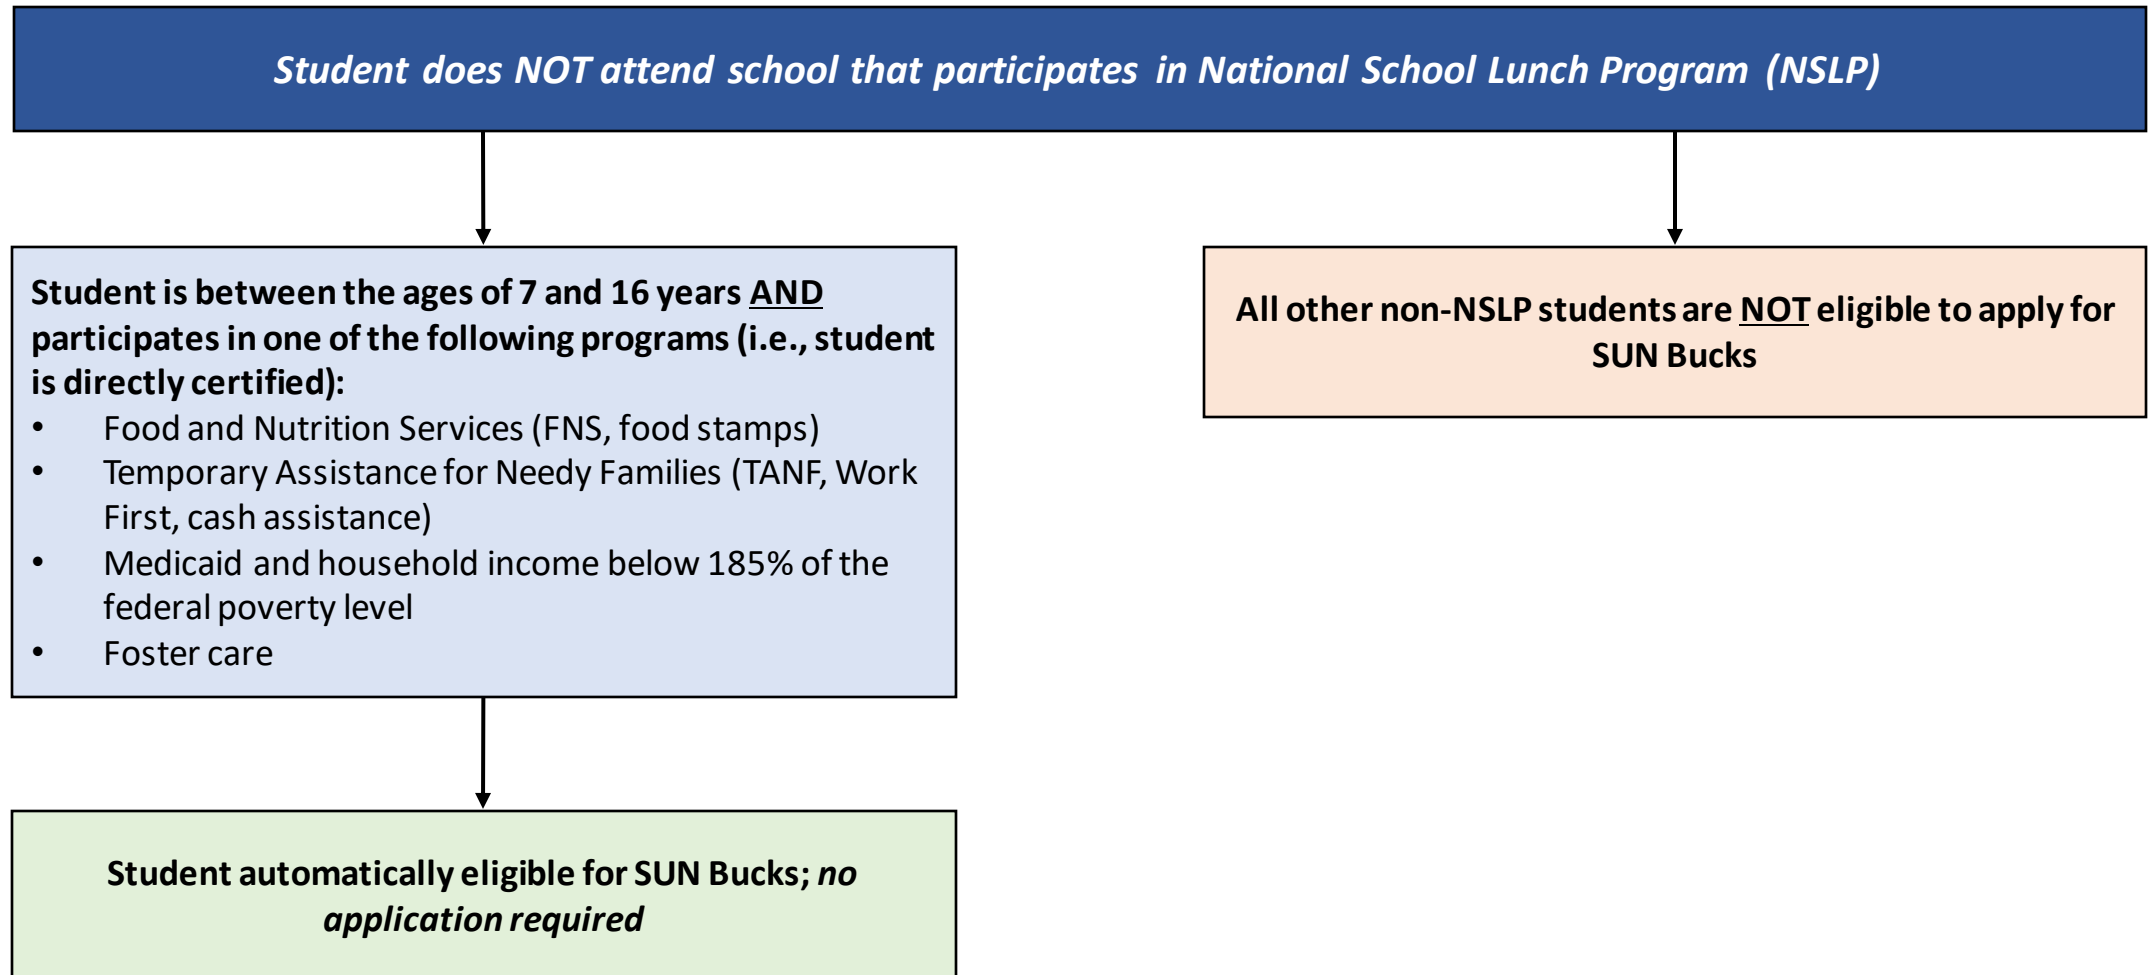 Student does NOT attend school that participates in National School Lunch Program (NSLP)
Student is between the ages of 7 and 16 years AND
participates in one of the following programs (i.e., student
is directly certified):
• Food and Nutrition Services (FNS, food stamps)
• Temporary Assistance for Needy Families (TANF, Work
First, cash assistance)
• Medicaid and household income below 185% of the
federal poverty level
• Foster care
All other non-NSLP students are NOT eligible to apply for
SUN Bucks
Student automatically eligible for SUN Bucks; no
application required